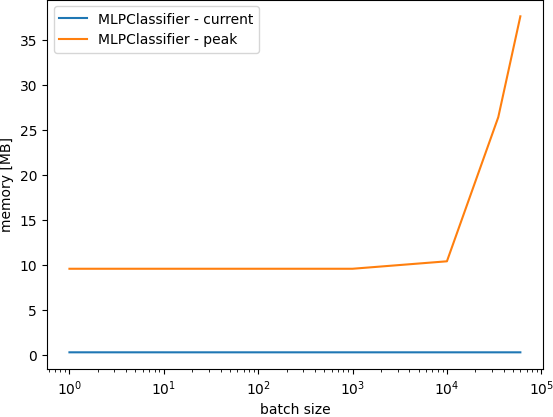 MLPClassifier - current
MLPClassifier - peak
35
30
25
20
15
10
5
0
memory [MB]
10⁰ 10¹ 10² 10³ 10⁴ 10⁵
batch size